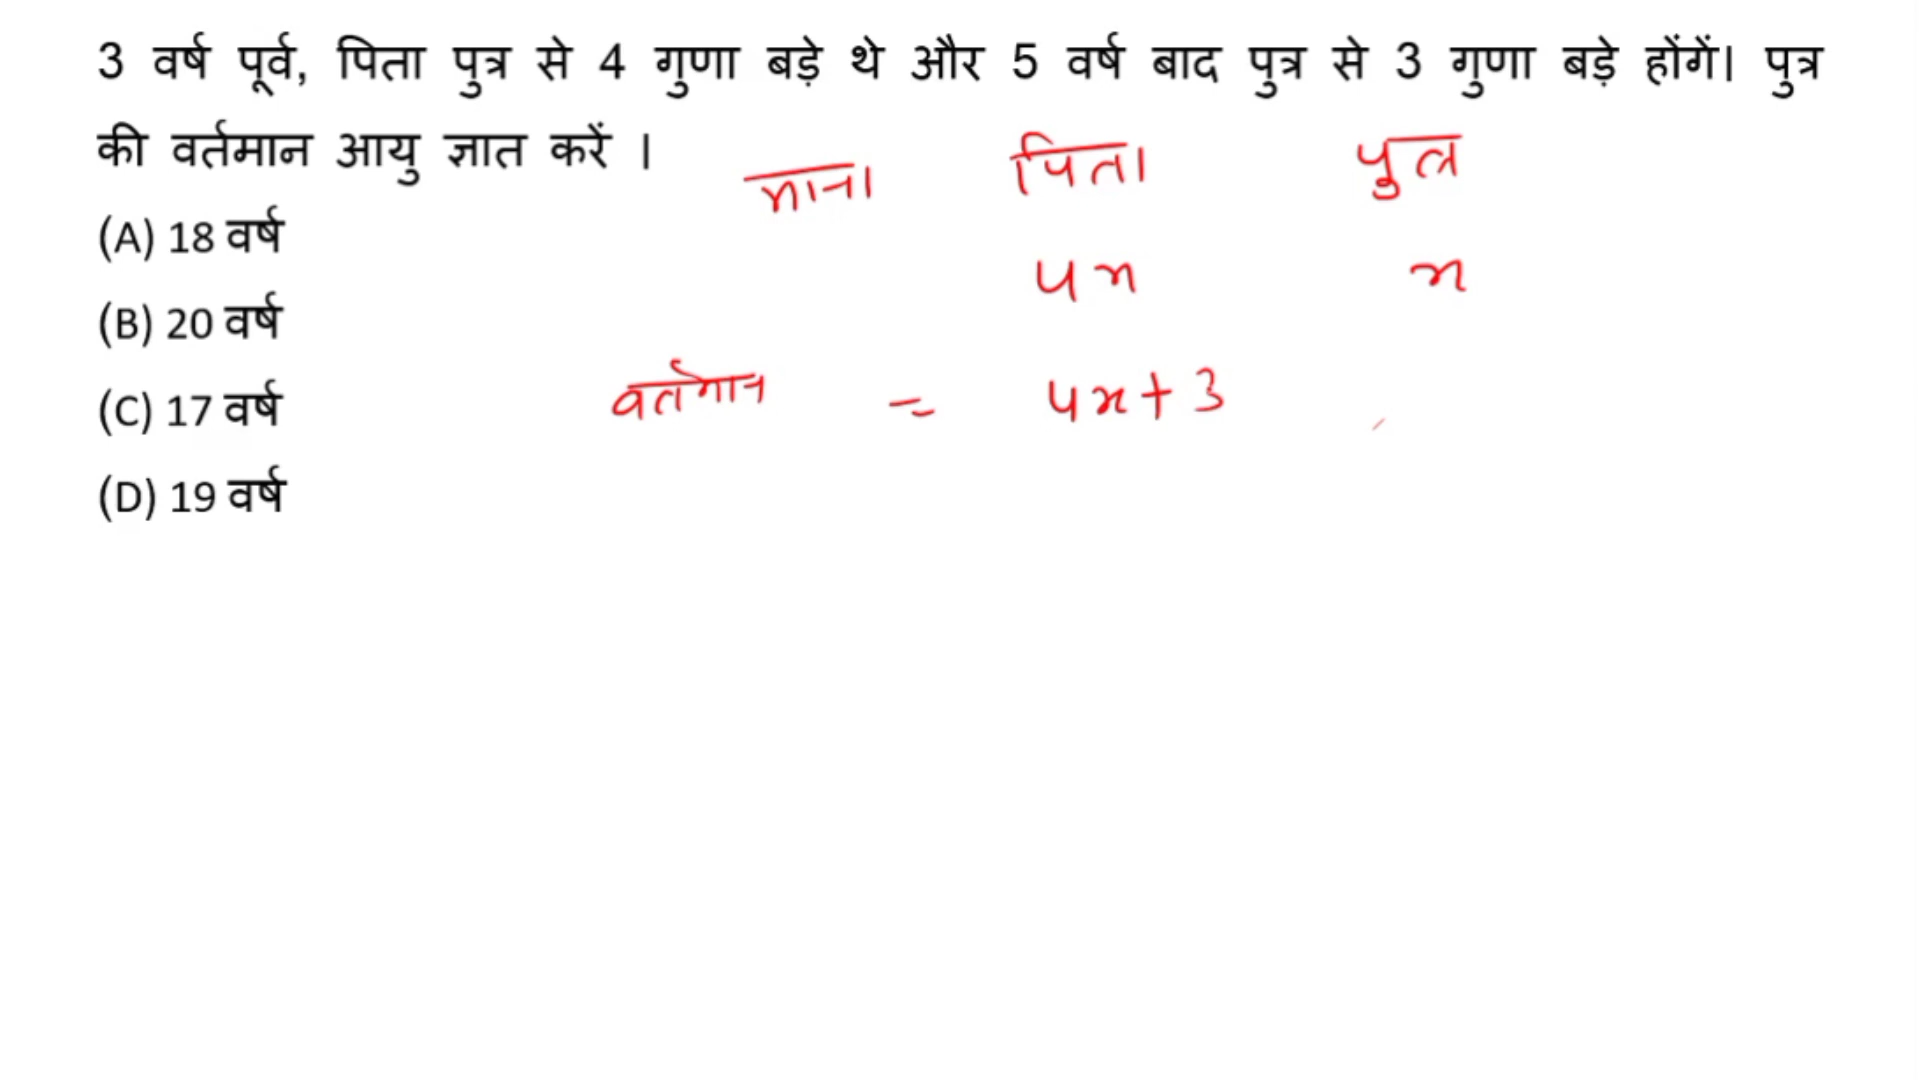 3 वर्ष पूर्व, पिता पुत्र से 4 गुणा बड़े थे और 5 वर्ष बाद पुत्र से 3 गुणा बड़े होंगें। पुत्र
की वर्तमान आयु ज्ञात करें ।
माना पिता पुत्र
(A) 18 वर्ष
4x x
(B) 20 वर्ष
वर्तमान = 4x+3
(C) 17 वर्ष
(D) 19 वर्ष